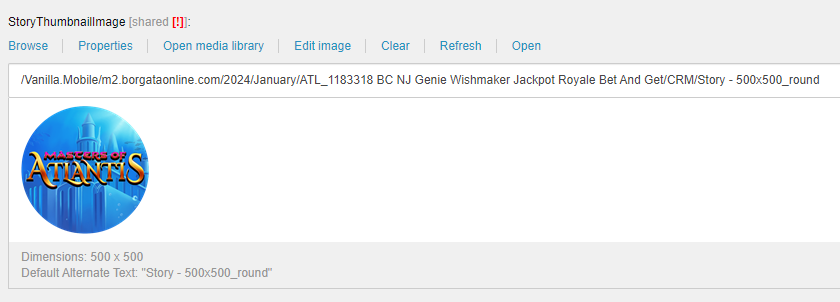 StoryThumbnailImage [shared [!]]:
Browse Properties Open media library Edit image Clear Refresh Open
/Vanilla.Mobile/m2.borgataonline.com/2024/January/ATL_1183318 BC NJ Genie Wishmaker Jackpot Royale Bet And Get/CRM/Story - 500x500_round
MASTERS OF
ATLANTIS
Dimensions: 500 x 500
Default Alternate Text: "Story - 500x500_round"